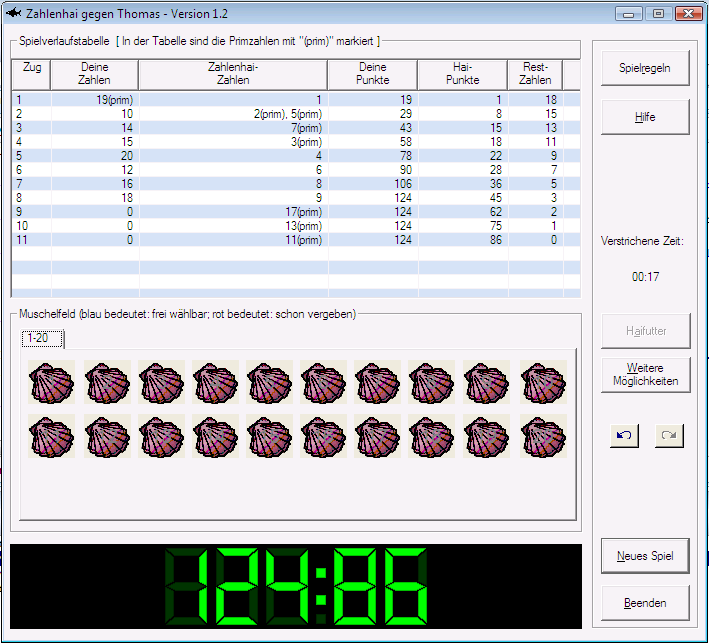 Zahlenhai gegen Thomas - Version 1.2
Spielverlaufstabelle [ In der Tabelle sind die Primzahlen mit "(prim)" markiert ]
Zug Deine Zahlen Zahlenhai-Zahlen Deine Punkte Hai-Punkte Rest-Zahlen
1 19(prim) 1 19 1 18
2 10 2(prim), 5(prim) 29 8 15
3 14 7(prim) 43 15 13
4 15 3(prim) 58 18 11
5 20 4 78 22 9
6 12 6 90 28 7
7 16 8 106 36 5
8 18 9 124 45 3
9 0 17(prim) 124 62 2
10 0 13(prim) 124 75 1
11 0 11(prim) 124 86 0
Muschelfeld (blau bedeutet: frei wählbar; rot bedeutet: schon vergeben)
1-20
124:86
Spielregeln
Hilfe
Verstrichene Zeit:
00:17
Haifutter
Weitere
Möglichkeiten
Neues Spiel
Beenden